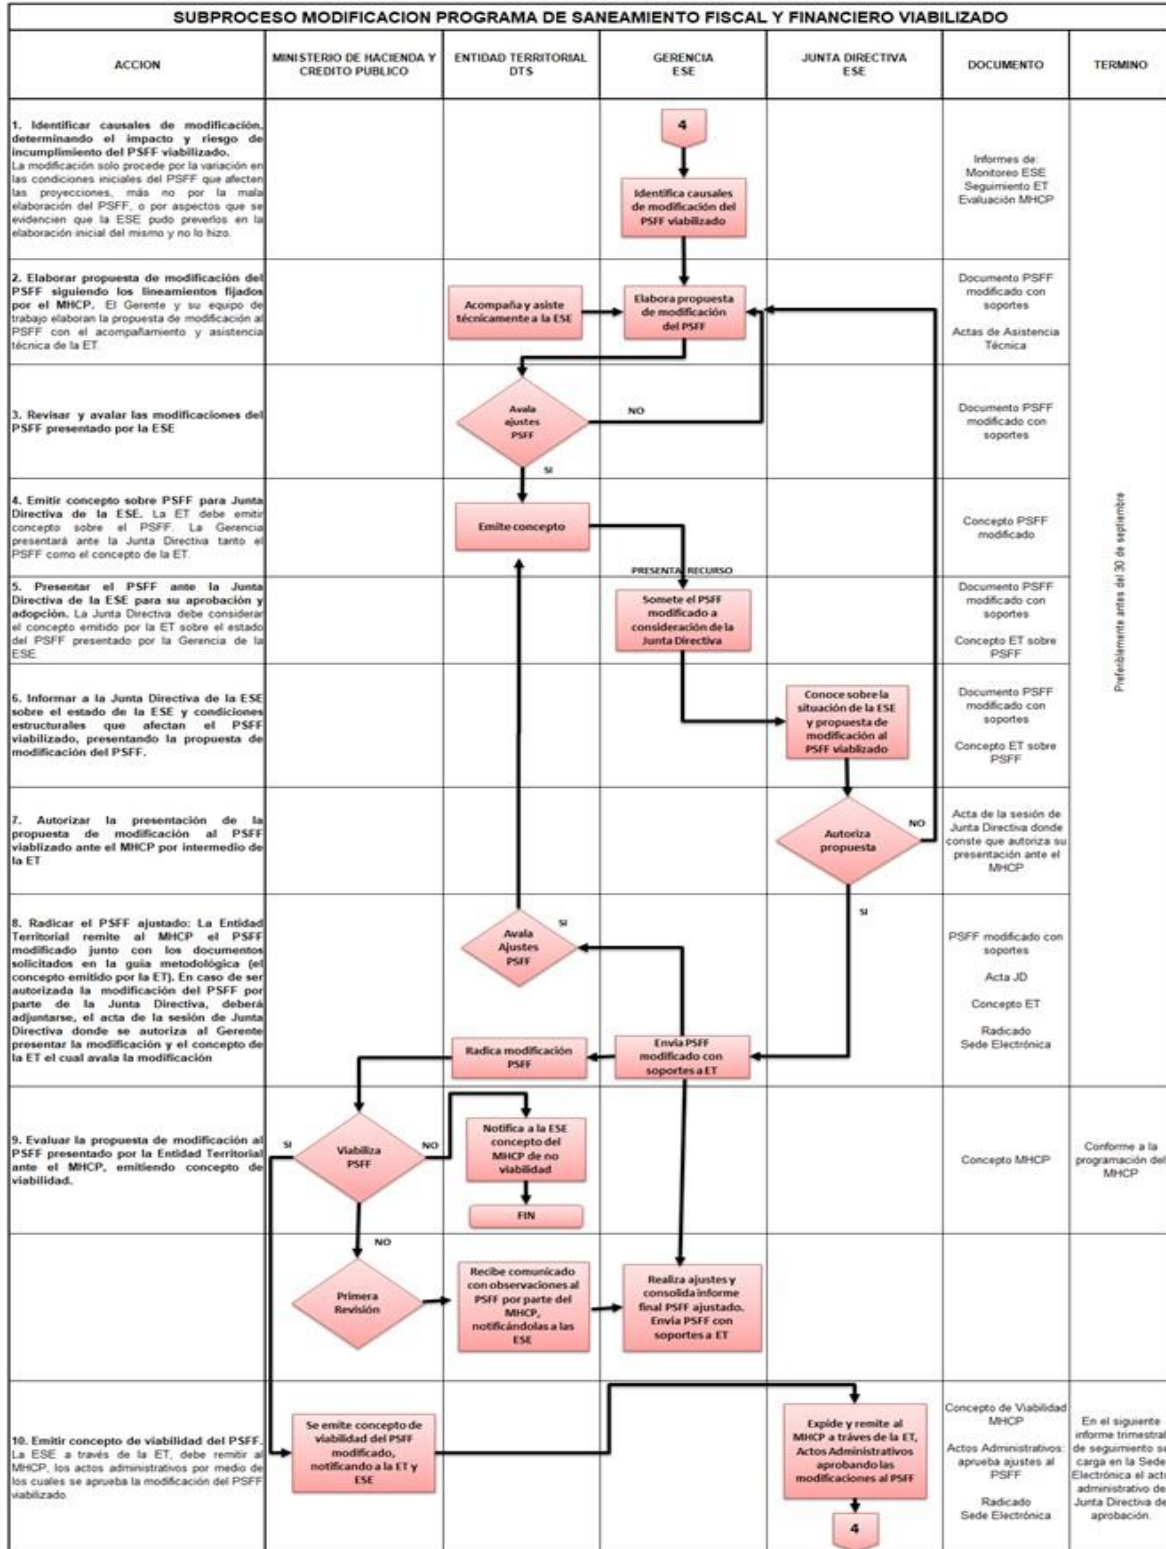 SUBPROCESO MODIFICACION PROGRAMA DE SANEAMIENTO FISCAL Y FINANCIERO VIABILIZADO
ACCION
MINISTERIO DE HACIENDA Y
CREDITO PUBLICO
ENTIDAD TERRITORIAL
DTS
GERENCIA
ESE
JUNTA DIRECTIVA
ESE
DOCUMENTO
TERMINO
1. Identificar causales de modificación,
determinando el impacto y riesgo de
incumplimiento del PSFF viabilizado.
La modificación solo procede por la variación en
las condiciones iniciales del PSFF que afecten
las proyecciones, más no por la mala
elaboración del PSFF, o por aspectos que se
evidencien que la ESE pudo preverlos en la
elaboración inicial del mismo y no lo hizo.
4
Identifica causales
de modificación del
PSFF viabilizado
Informes de:
Monitoreo ESE
Seguimiento ET
Evaluación MHCP
2. Elaborar propuesta de modificación del
PSFF siguiendo los lineamientos fijados
por el MHCP. El Gerente y su equipo de
trabajo elaboran la propuesta de modificación al
PSFF con el acompañamiento y asistencia
técnica de la ET.
Acompaña y asiste
técnicamente a la ESE
Elabora propuesta
de modificación
del PSFF
Documento PSFF
modificado con
soportes
Actas de Asistencia
Técnica
3. Revisar y avalar las modificaciones del
PSFF presentado por la ESE
Avala
ajustes
PSFF
NO
SI
Documento PSFF
modificado con
soportes
4. Emitir concepto sobre PSFF para Junta
Directiva de la ESE. La ET debe emitir
concepto sobre el PSFF. La Gerencia
presentará ante la Junta Directiva tanto el
PSFF como el concepto de la ET.
Emite concepto
Concepto PSFF
modificado
Preferiblemente antes del 30 de septiembre
PRESENTA RECURSO
5. Presentar el PSFF ante la Junta
Directiva de la ESE para su aprobación y
adopción. La Junta Directiva debe considerar
el concepto emitido por la ET sobre el estado
del PSFF presentado por la Gerencia de la
ESE.
Somete el PSFF
modificado a
consideración de la
Junta Directiva
Documento PSFF
modificado con
soportes
Concepto ET sobre
PSFF
6. Informar a la Junta Directiva de la ESE
sobre el estado de la ESE y condiciones
estructurales que afectan el PSFF
viabilizado, presentando la propuesta de
modificación del PSFF.
Conoce sobre la
situación de la ESE
y propuesta de
modificación al
PSFF viablizado
Documento PSFF
modificado con
soportes
Concepto ET sobre
PSFF
7. Autorizar la presentación de la
propuesta de modificación al PSFF
viablizado ante el MHCP por intermedio de
la ET
Autoriza
propuesta
NO
SI
Acta de la sesión de
Junta Directiva donde
conste que autoriza su
presentación ante el
MHCP
8. Radicar el PSFF ajustado: La Entidad
Territorial remite al MHCP el PSFF
modificado junto con los documentos
solicitados en la guía metodológica (el
concepto emitido por la ET). En caso de ser
autorizada la modificación del PSFF por
parte de la Junta Directiva, deberá
adjuntarse, el acta de la sesión de Junta
Directiva donde se autoriza al Gerente
presentar la modificación y el concepto de
la ET el cual avala la modificación
Avala
Ajustes
PSFF
SI
Radica modificación
PSFF
Envia PSFF
modificado con
soportes a ET
PSFF modificado con
soportes
Acta JD
Concepto ET
Radicado
Sede Electrónica
9. Evaluar la propuesta de modificación al
PSFF presentado por la Entidad Territorial
ante el MHCP, emitiendo concepto de
viabilidad.
SI
Viabiliza
PSFF
NO
NO
Notifica a la ESE
concepto del
MHCP de no
viabilidad
FIN
Concepto MHCP
Conforme a la
programación del
MHCP
Primera
Revisión
Recibe comunicado
con observaciones al
PSFF por parte del
MHCP,
notificándolas a las
ESE
Realiza ajustes y
consolida informe
final PSFF ajustado.
Envia PSFF con
soportes a ET
10. Emitir concepto de viabilidad del PSFF.
La ESE a través de la ET, debe remitir al
MHCP, los actos administrativos por medio de
los cuales se aprueba la modificación del PSFF
viabilizado.
Se emite concepto de
viabilidad del PSFF
modificado,
notificando a la ET y
ESE
Expide y remite al
MHCP a tráves de la ET,
Actos Administrativos
aprobando las
modificaciones al PSFF
4
Concepto de Viabilidad
MHCP
Actos Administrativos:
aprueba ajustes al
PSFF
Radicado
Sede Electrónica
En el siguiente
informe trimestral
de seguimiento se
carga en la Sede
Electrónica el acto
administrativo de
Junta Directiva de
aprobación.